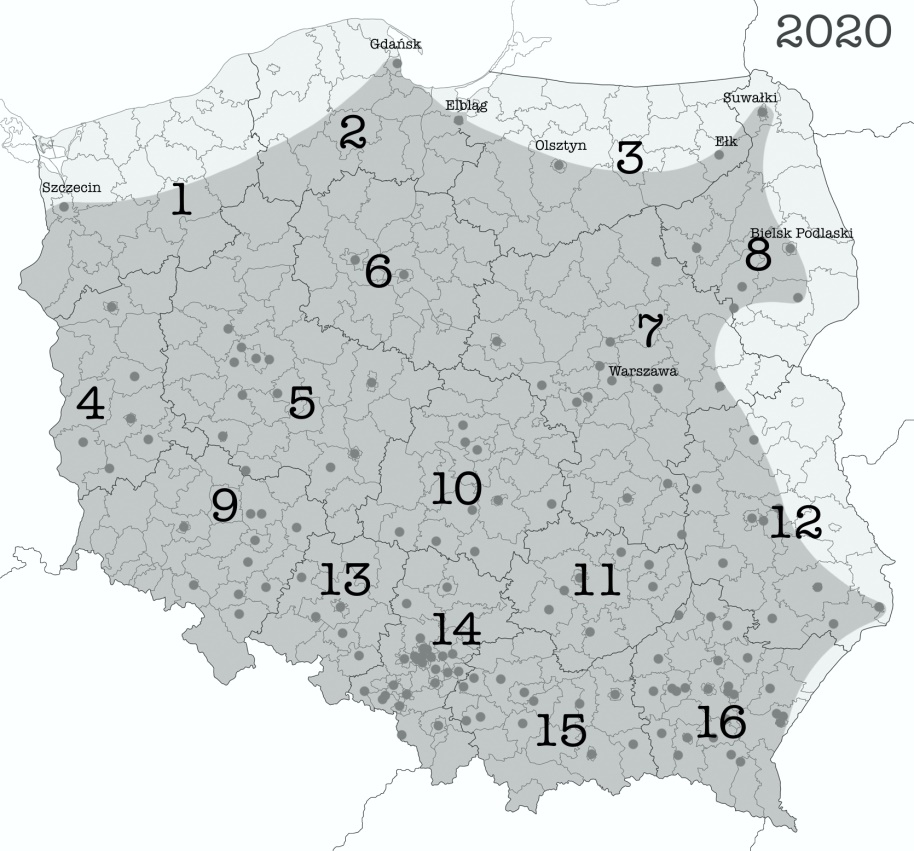 2020
Gdańsk
Suwałki
Elbląg
2
Ełk
Olsztyn
3
Szczecin
1
Bielsk Podlaski
8
6
7
Warszawa
4
5
10
9
12
13
11
14
16
15